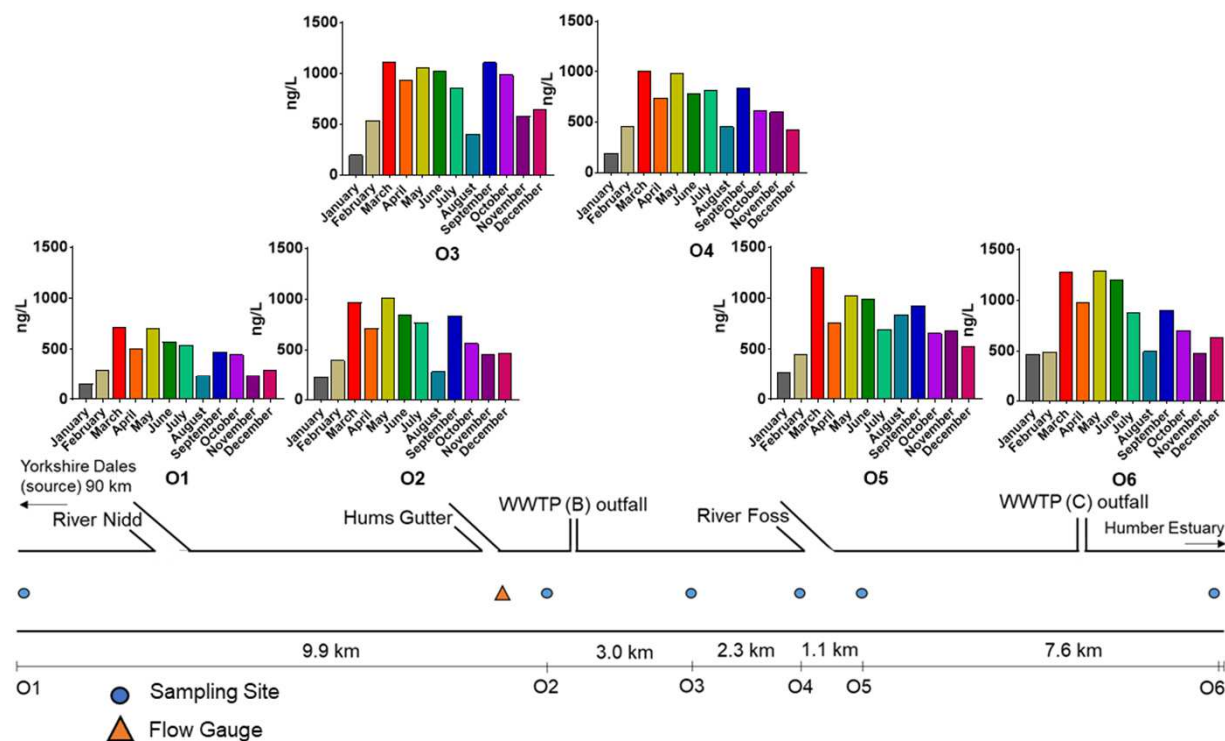 1500
1000
500
0
ng/L
January
February
March
April
May
June
July
August
September
October
November
December
O3
1500
1000
500
0
ng/L
January
February
March
April
May
June
July
August
September
October
November
December
O4
1500
1000
500
0
ng/L
January
February
March
April
May
June
July
August
September
October
November
December
O1
1500
1000
500
0
ng/L
January
February
March
April
May
June
July
August
September
October
November
December
O2
1500
1000
500
0
ng/L
January
February
March
April
May
June
July
August
September
October
November
December
O5
1500
1000
500
0
ng/L
January
February
March
April
May
June
July
August
September
October
November
December
O6
Yorkshire Dales
(source) 90 km
River Nidd
Hums Gutter
WWTP (B) outfall
River Foss
WWTP (C) outfall
Humber Estuary
9.9 km
3.0 km
2.3 km
1.1 km
7.6 km
O1
O2
O3
O4
O5
O6
Sampling Site
Flow Gauge